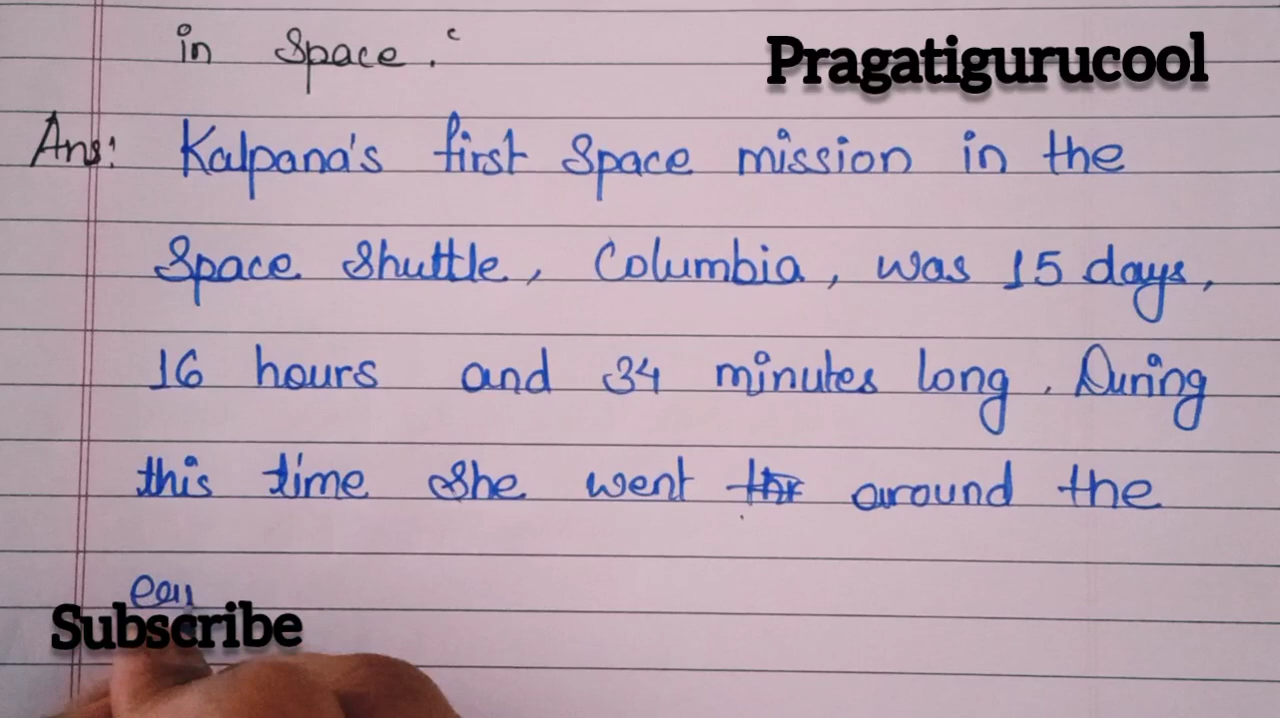 in Space.
Pragatigurucool
Ans: Kalpana's first Space mission in the
Space Shuttle, Columbia, was 15 days,
16 hours and 34 minutes long. During
this time she went around the
ear
Subscribe